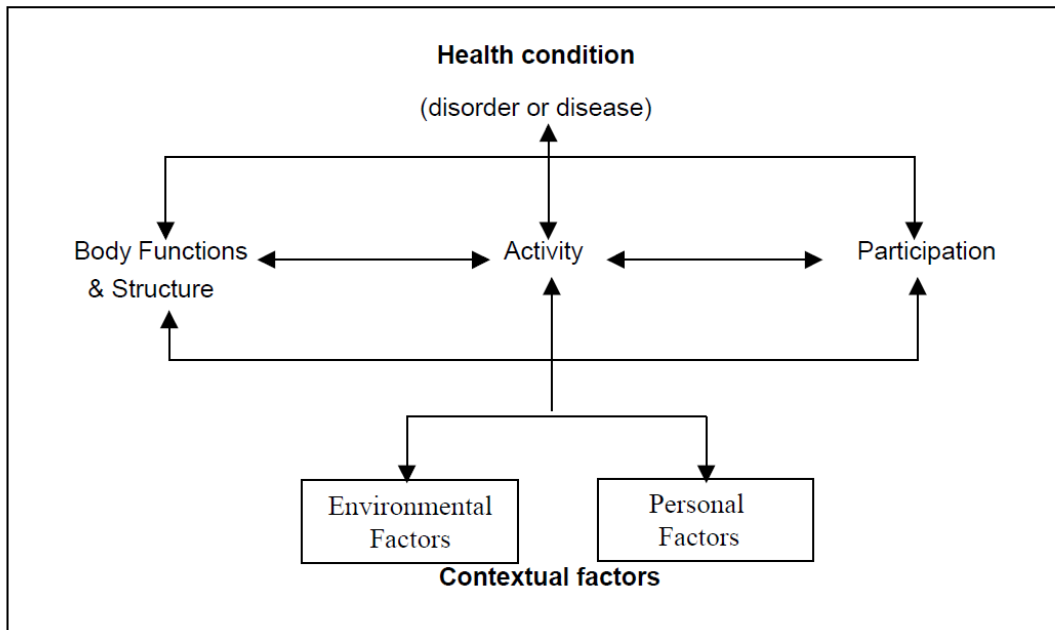 Health condition
(disorder or disease)
Body Functions
& Structure
Activity
Participation
Environmental
Factors
Personal
Factors
Contextual factors